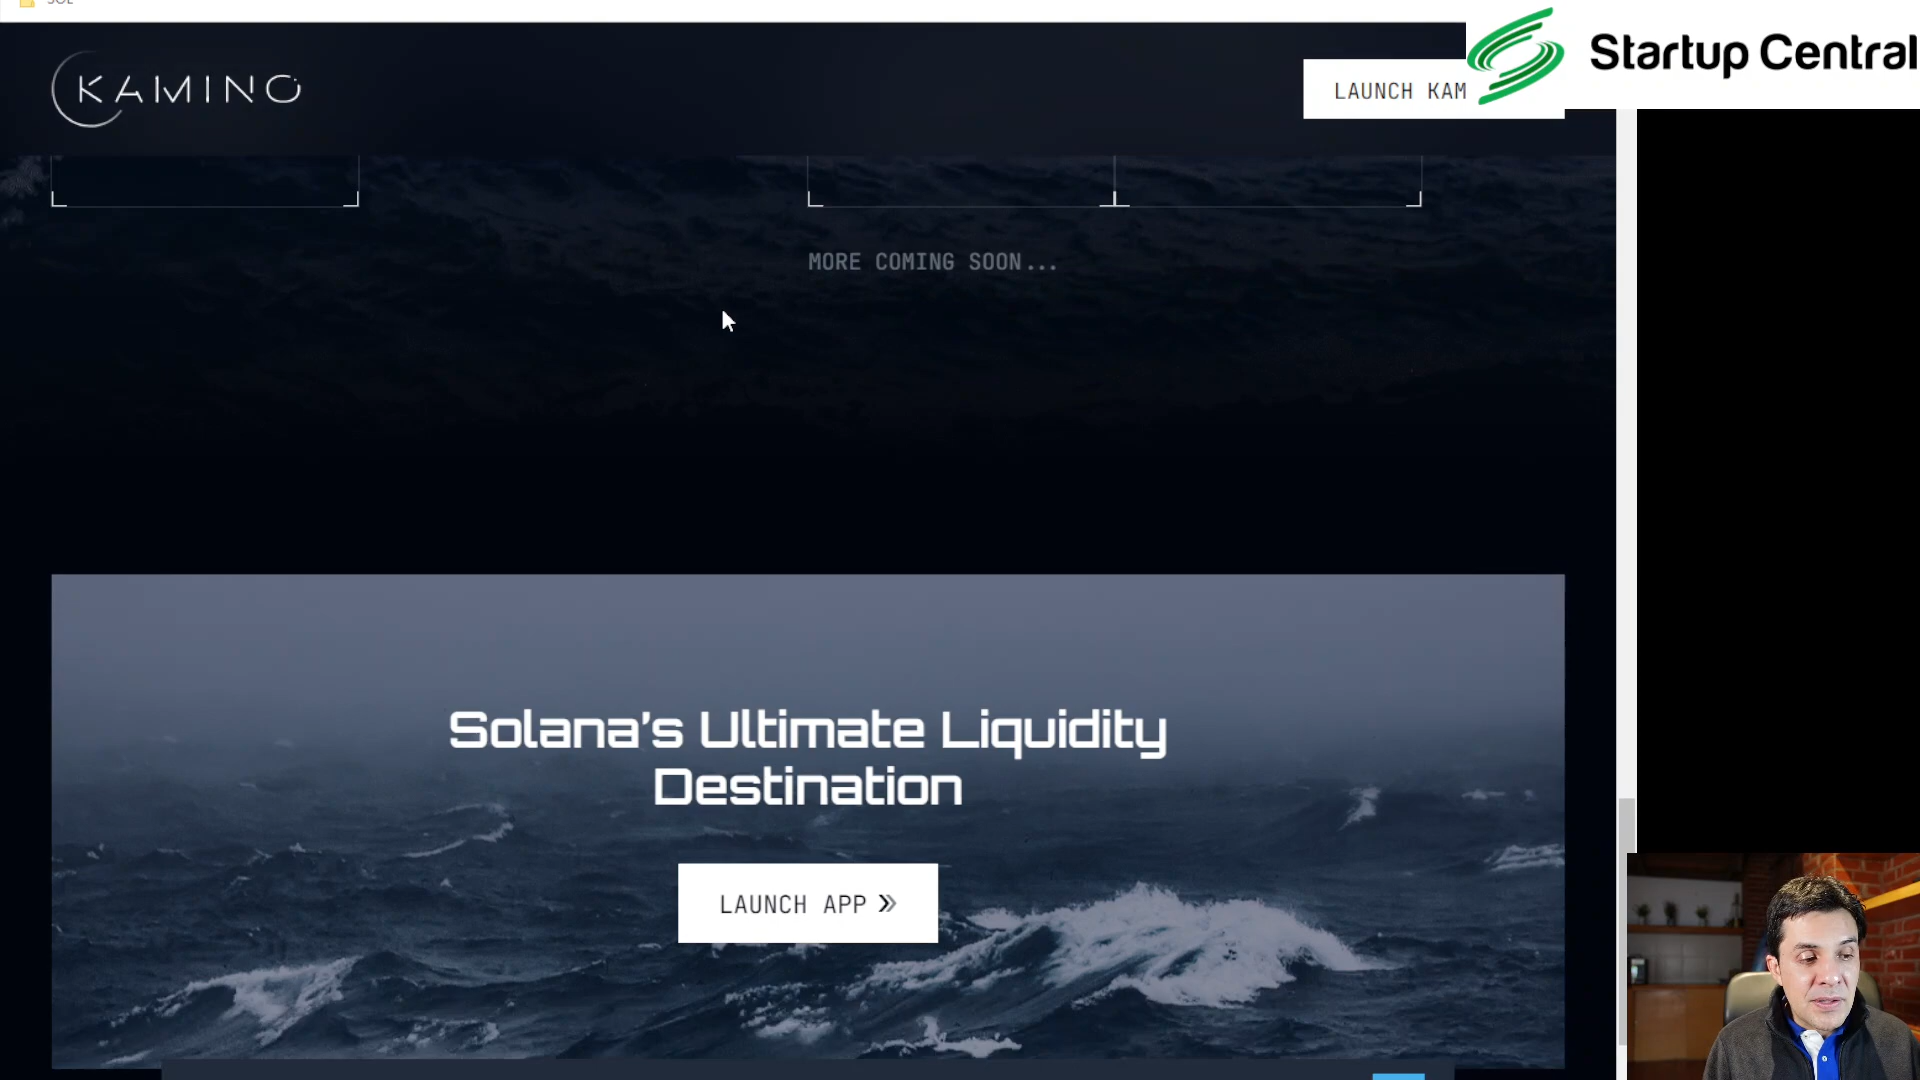 KAMINO
LAUNCH KAM
Startup Central
MORE COMING SOON...
Solana's Ultimate Liquidity
Destination
LAUNCH APP »